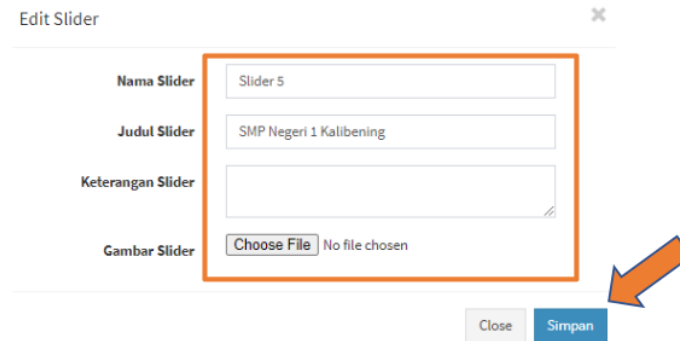 Edit Slider ×
Nama Slider Slider 5
Judul Slider SMP Negeri 1 Kalibening
Keterangan Slider
Gambar Slider Choose File No file chosen
Close Simpan